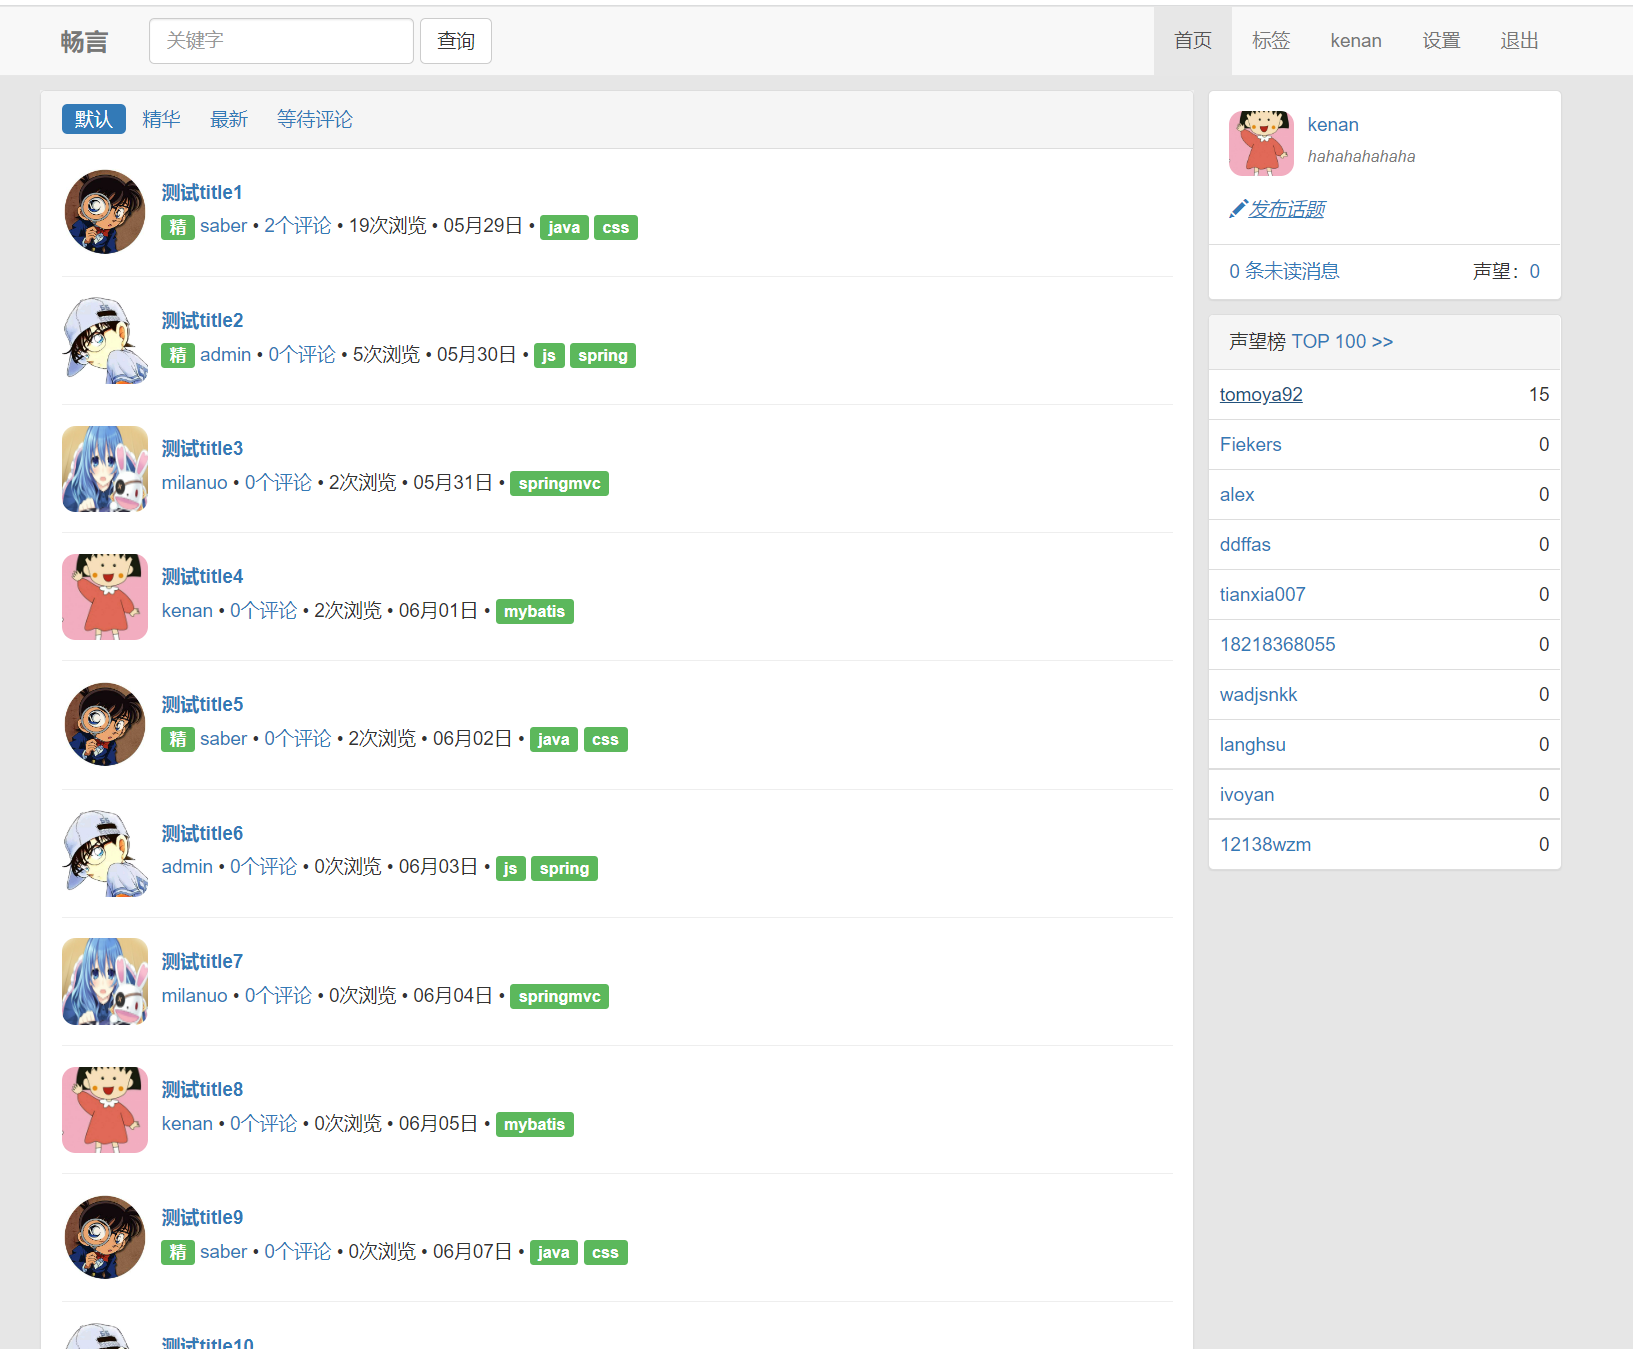 畅言 关键字 查询 首页 标签 kenan 设置 退出
默认 精华 最新 等待评论
测试title1
精 saber • 2个评论 • 19次浏览 • 05月29日 • java css
测试title2
精 admin • 0个评论 • 5次浏览 • 05月30日 • js spring
测试title3
milanuo • 0个评论 • 2次浏览 • 05月31日 • springmvc
测试title4
kenan • 0个评论 • 2次浏览 • 06月01日 • mybatis
测试title5
精 saber • 0个评论 • 2次浏览 • 06月02日 • java css
测试title6
admin • 0个评论 • 0次浏览 • 06月03日 • js spring
测试title7
milanuo • 0个评论 • 0次浏览 • 06月04日 • springmvc
测试title8
kenan • 0个评论 • 0次浏览 • 06月05日 • mybatis
测试title9
精 saber • 0个评论 • 0次浏览 • 06月07日 • java css
测试title10
kenan
hahahahahaha
发布话题
0 条未读消息 声望：0
声望榜 TOP 100 >>
tomoya92 15
Fiekers 0
alex 0
ddffas 0
tianxia007 0
18218368055 0
wadjsnkk 0
langhsu 0
ivoyan 0
12138wzm 0